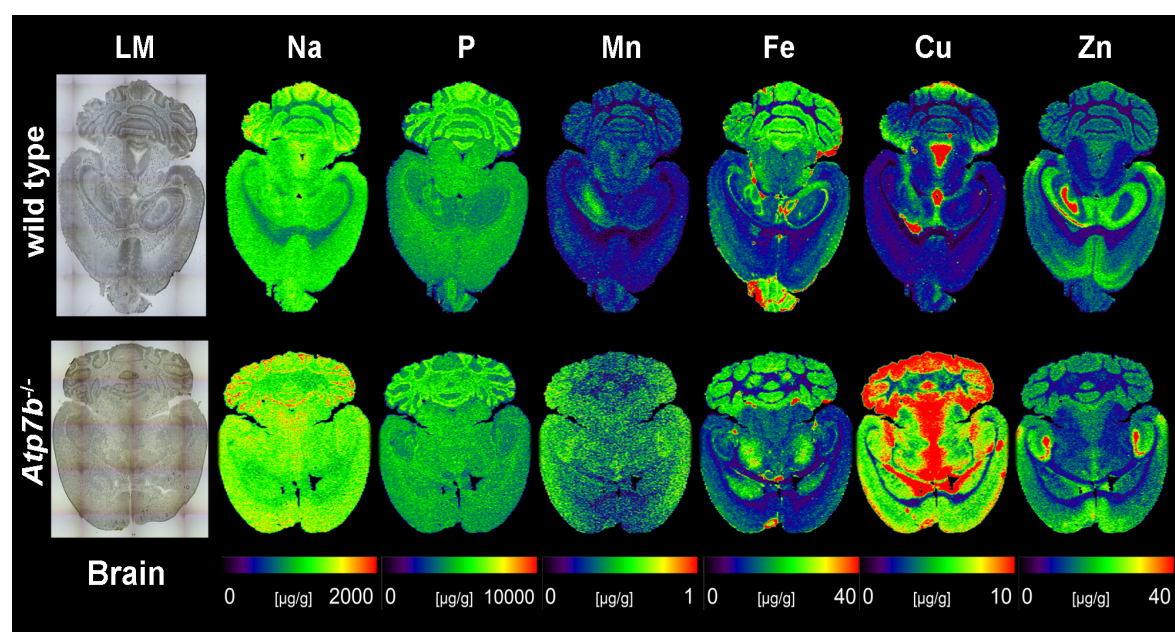 LM Na P Mn Fe Cu Zn
wild type
Atp7b-/-
Brain
0 [µg/g] 2000 0 [µg/g] 10000 0 [µg/g] 1 0 [µg/g] 40 0 [µg/g] 10 0 [µg/g] 40